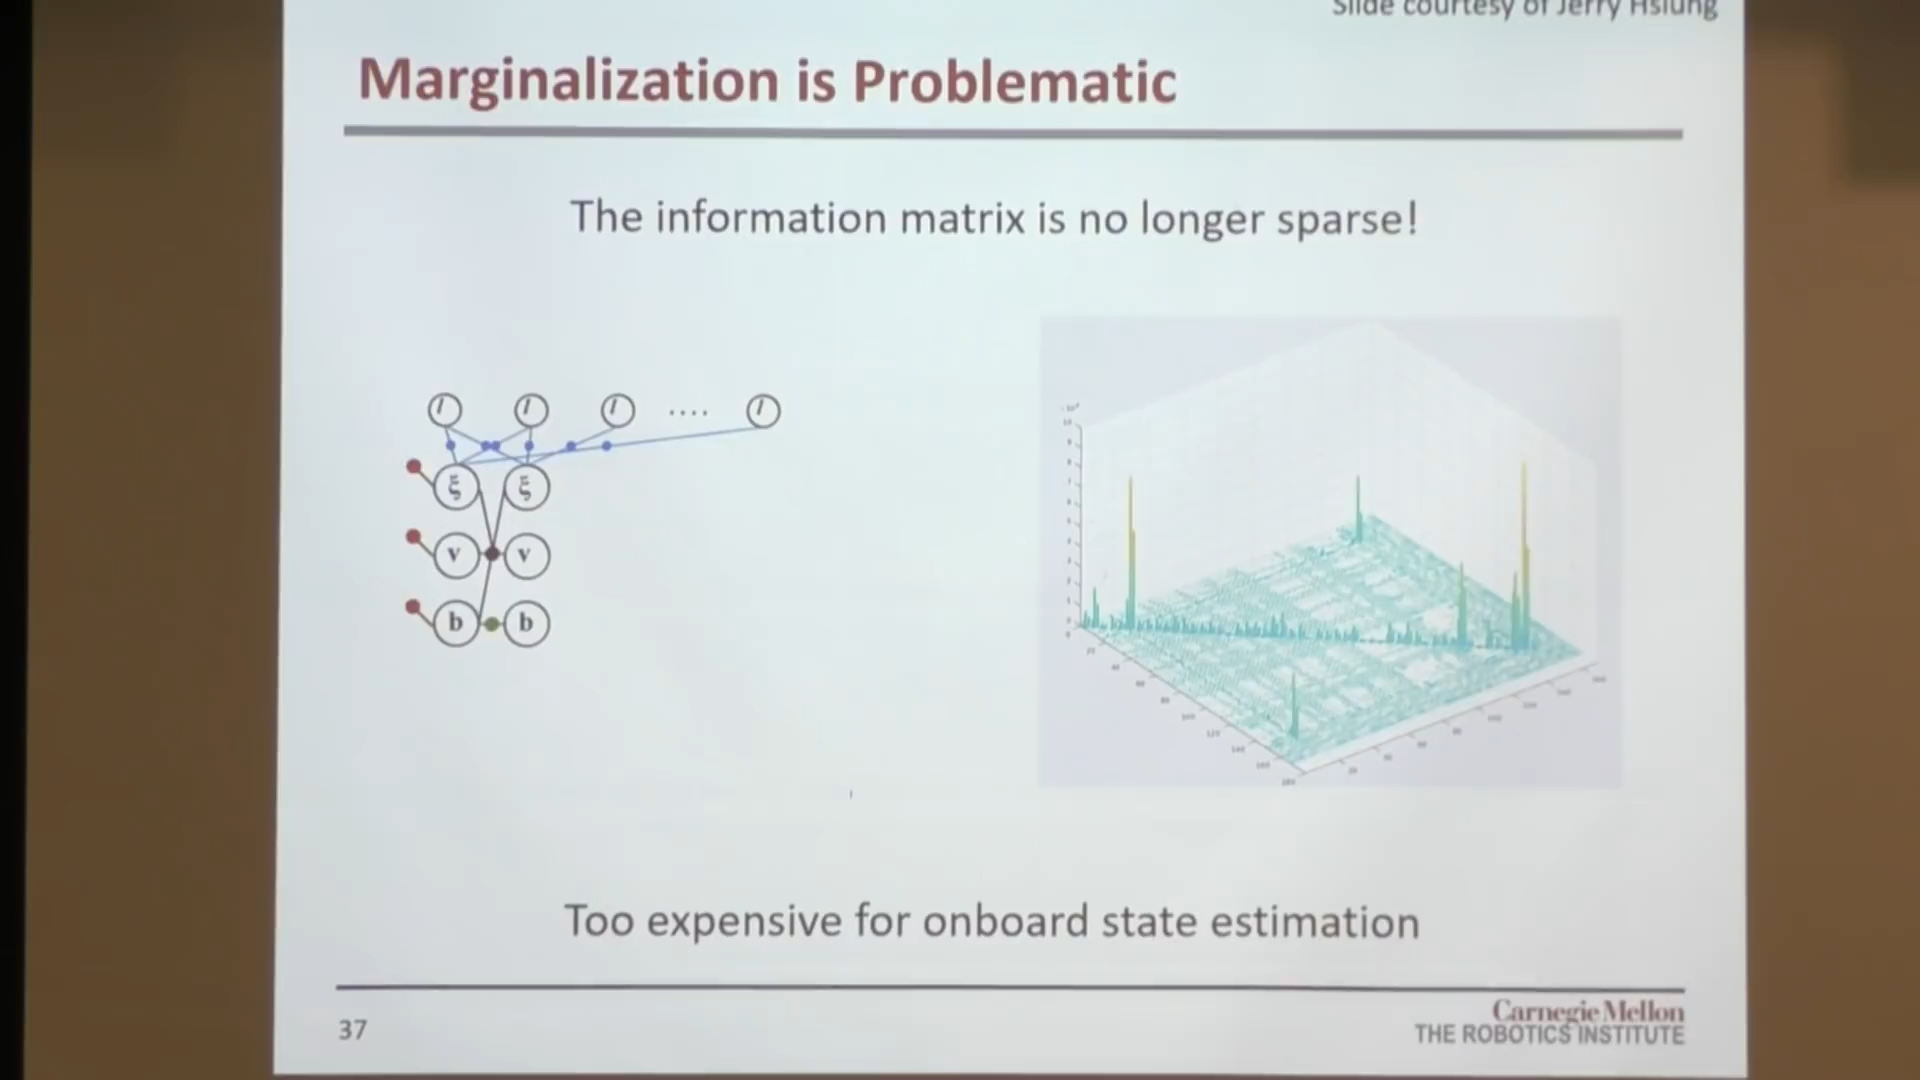 Slide courtesy of Jerry Hsiung
Marginalization is Problematic
The information matrix is no longer sparse!
l l l .... l
ξ ξ
v v
b b
Too expensive for onboard state estimation
37
Carnegie Mellon
THE ROBOTICS INSTITUTE